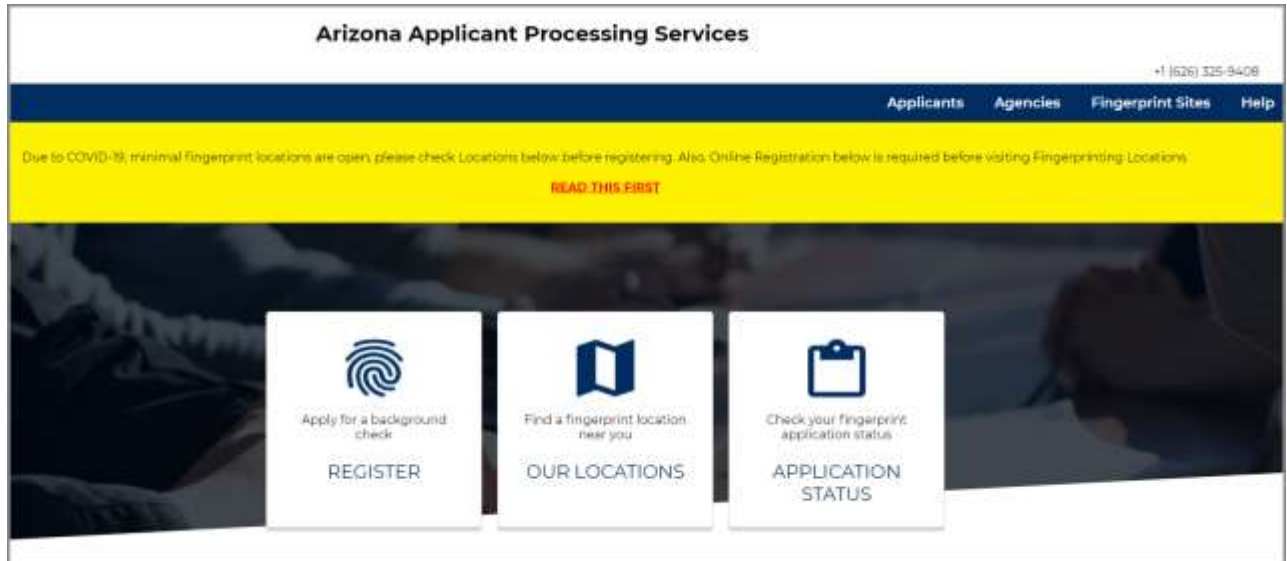 Arizona Applicant Processing Services
+1 (626) 325-9408
Applicants Agencies Fingerprint Sites Help
Due to COVID-19, minimal fingerprint locations are open, please check Locations below before registering. Also, Online Registration below is required before visiting Fingerprinting Locations.
READ THIS FIRST
Apply for a background
check
REGISTER
Find a fingerprint location
near you
OUR LOCATIONS
Check your fingerprint
application status
APPLICATION
STATUS